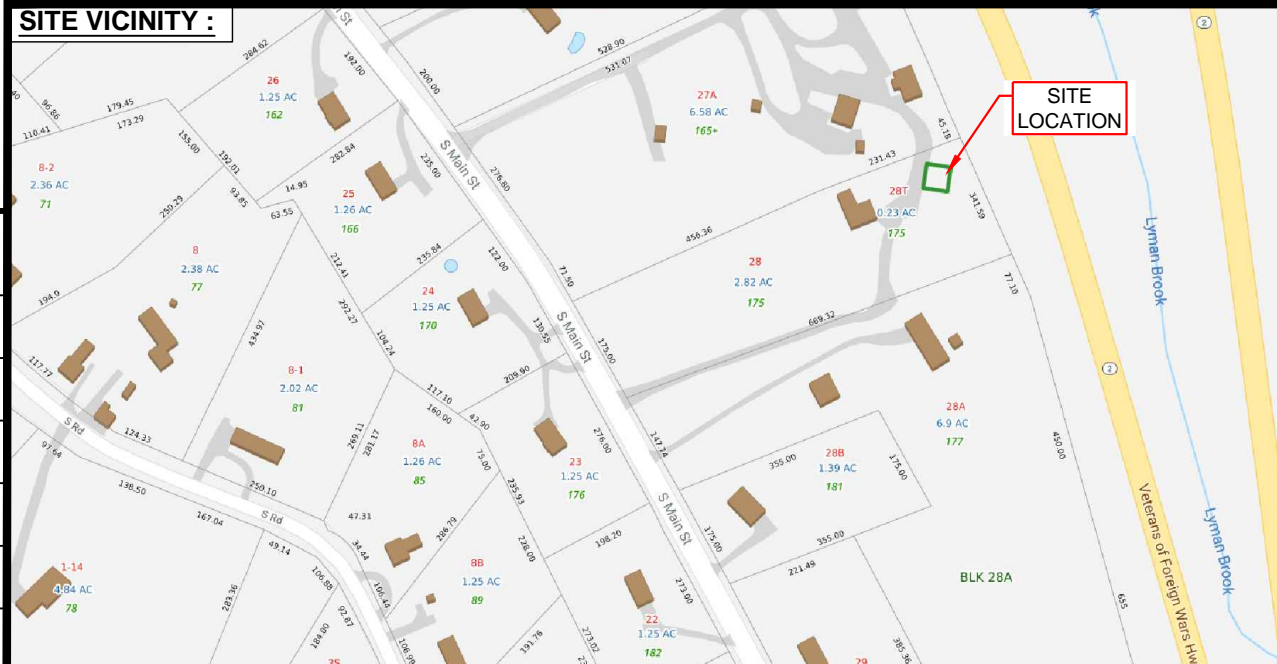 SITE VICINITY :
n St
284.62
192.00
200.00
528.90
531.07
26
1.25 AC
162
27A
6.58 AC
165+
SITE
LOCATION
2
40
96.86
179.45
173.29
110.41
155.00
192.01
282.84
235.00
S Main St
276.80
45.18
231.43
341.59
8-2
2.36 AC
71
250.29
93.85
14.95
63.55
25
1.26 AC
166
28T
0.23 AC
175
Lyman Brook
8
2.38 AC
77
194.9
212.41
292.27
235.84
122.00
71.50
456.36
28
2.82 AC
175
77.10
24
1.25 AC
170
434.97
104.24
130.55
S Main St
175.00
669.32
117.77
8-1
2.02 AC
81
209.90
2
S Rd
124.33
97.64
138.50
117.10
160.00
42.90
269.11
281.17
8A
1.26 AC
85
75.00
276.00
147.74
28A
6.9 AC
177
450.00
23
1.25 AC
176
355.00
28B
1.39 AC
181
175.00
250.10
S Rd
167.04
47.31
34.44
49.14
286.79
235.93
228.00
198.20
S Main St
175.00
355.00
221.49
Veterans of Foreign Wars Hw
Lyman Brook
1-14
4.84 AC
78
283.36
106.88
106.44
8B
1.25 AC
89
273.00
BLK 28A
655
92.87
184.00
108.99
191.76
273.02
22
1.25 AC
182
385.36
29